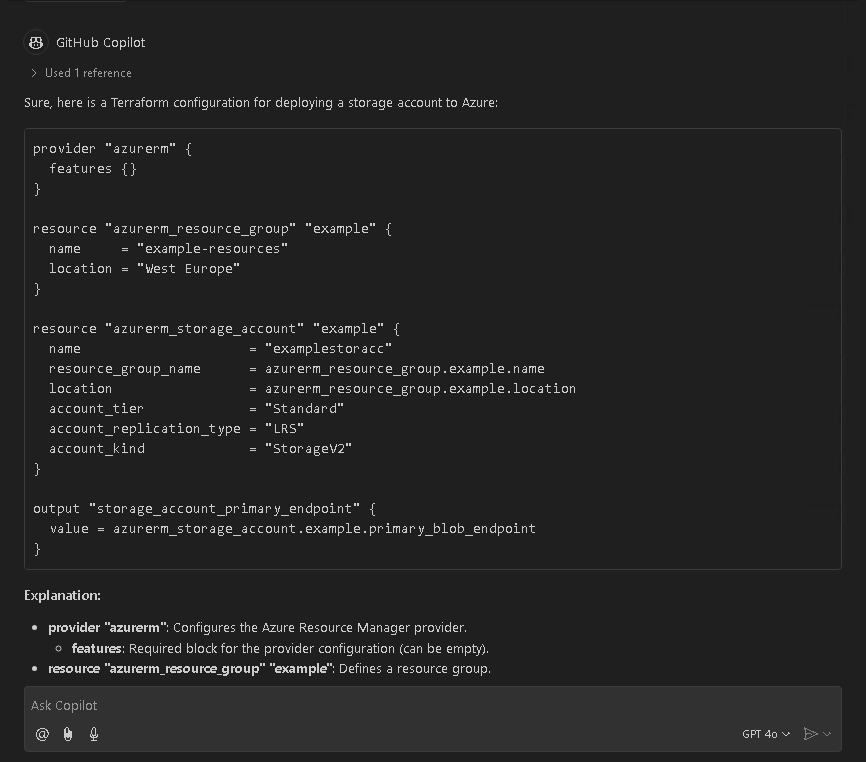 GitHub Copilot
Used 1 reference
Sure, here is a Terraform configuration for deploying a storage account to Azure:
provider "azurerm" {
  features {}
}
resource "azurerm_resource_group" "example" {
  name     = "example-resources"
  location = "West Europe"
}
resource "azurerm_storage_account" "example" {
  name                     = "examplestoracc"
  resource_group_name      = azurerm_resource_group.example.name
  location                 = azurerm_resource_group.example.location
  account_tier             = "Standard"
  account_replication_type = "LRS"
  account_kind             = "StorageV2"
}
output "storage_account_primary_endpoint" {
  value = azurerm_storage_account.example.primary_blob_endpoint
}
Explanation:
• provider "azurerm": Configures the Azure Resource Manager provider.
◦ features: Required block for the provider configuration (can be empty).
• resource "azurerm_resource_group" "example": Defines a resource group.
Ask Copilot
@ GPT 4o